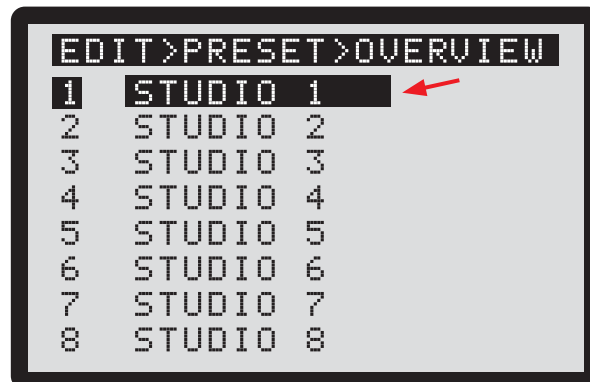 EDIT>PRESET>OVERVIEW
1 STUDIO 1
2 STUDIO 2
3 STUDIO 3
4 STUDIO 4
5 STUDIO 5
6 STUDIO 6
7 STUDIO 7
8 STUDIO 8